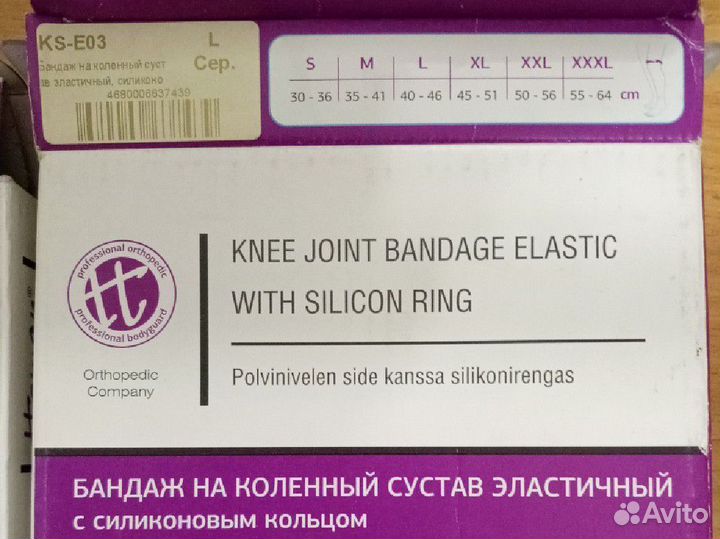 KS-E03 L
Бандаж на коленный суст Сер.
ав эластичный, силиконо
4680006637439
S M L XL XXL XXXL
30 - 36 35 - 41 40 - 46 45 - 51 50 - 56 55 - 64 cm
professional orthopedic
tt
professional bodyguard
Orthopedic
Company
KNEE JOINT BANDAGE ELASTIC
WITH SILICON RING
Polvinivelen side kanssa silikonirengas
БАНДАЖ НА КОЛЕННЫЙ СУСТАВ ЭЛАСТИЧНЫЙ
С СИЛИКОНОВЫМ КОЛЬЦОМ
Avito